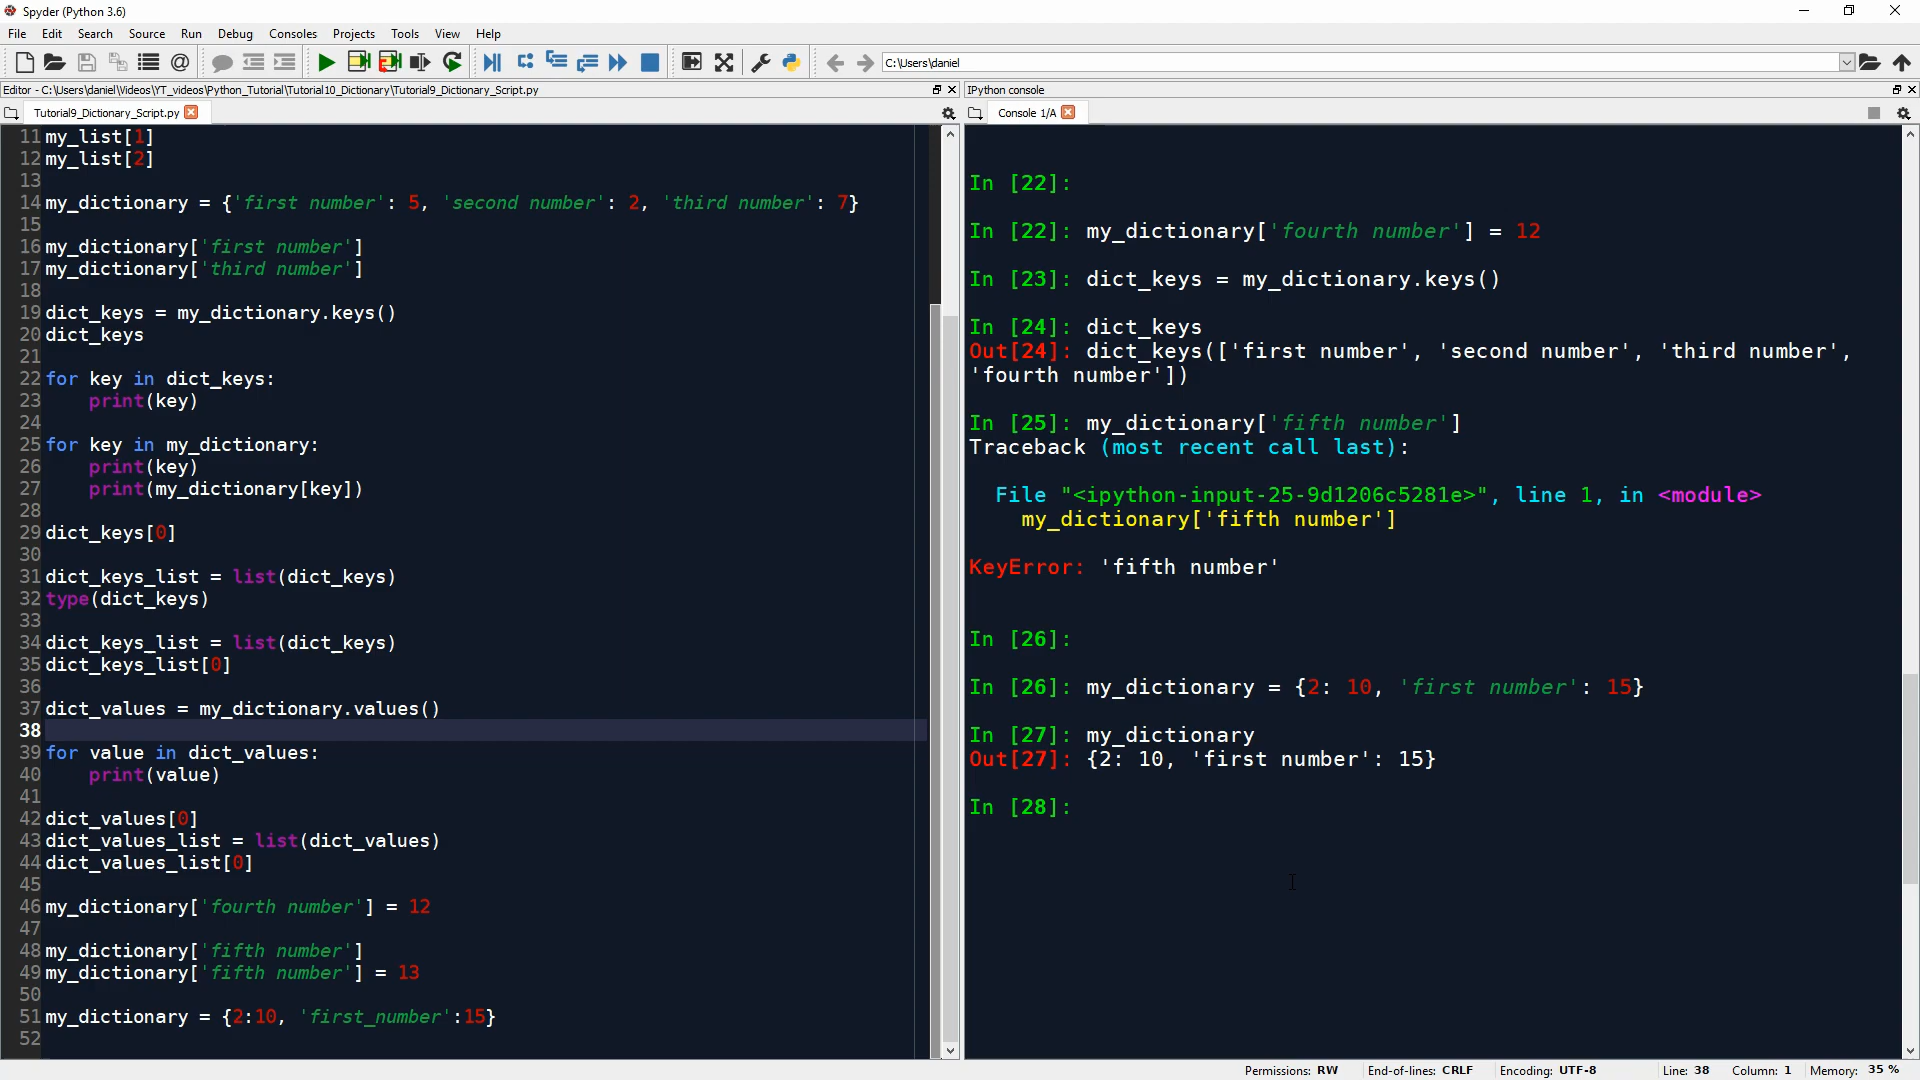 Spyder (Python 3.6)
File Edit Search Source Run Debug Consoles Projects Tools View Help
C:\Users\daniel
Editor - C:\Users\daniel\Videos\YT_videos\Python_Tutorial\Tutorial10_Dictionary\Tutorial9_Dictionary_Script.py
Tutorial9_Dictionary_Script.py
11 my_list[1]
12 my_list[2]
13
14 my_dictionary = {'first number': 5, 'second number': 2, 'third number': 7}
15
16 my_dictionary['first number']
17 my_dictionary['third number']
18
19 dict_keys = my_dictionary.keys()
20 dict_keys
21
22 for key in dict_keys:
23     print(key)
24
25 for key in my_dictionary:
26     print(key)
27     print(my_dictionary[key])
28
29 dict_keys[0]
30
31 dict_keys_list = list(dict_keys)
32 type(dict_keys)
33
34 dict_keys_list = list(dict_keys)
35 dict_keys_list[0]
36
37 dict_values = my_dictionary.values()
38
39 for value in dict_values:
40     print(value)
41
42 dict_values[0]
43 dict_values_list = list(dict_values)
44 dict_values_list[0]
45
46 my_dictionary['fourth number'] = 12
47
48 my_dictionary['fifth number']
49 my_dictionary['fifth number'] = 13
50
51 my_dictionary = {2:10, 'first_number':15}
52
IPython console
Console 1/A
In [22]:
In [22]: my_dictionary['fourth number'] = 12
In [23]: dict_keys = my_dictionary.keys()
In [24]: dict_keys
Out[24]: dict_keys(['first number', 'second number', 'third number',
'fourth number'])
In [25]: my_dictionary['fifth number']
Traceback (most recent call last):
File "<ipython-input-25-9d1206c5281e>", line 1, in <module>
my_dictionary['fifth number']
KeyError: 'fifth number'
In [26]:
In [26]: my_dictionary = {2: 10, 'first number': 15}
In [27]: my_dictionary
Out[27]: {2: 10, 'first number': 15}
In [28]:
Permissions: RW End-of-lines: CRLF Encoding: UTF-8 Line: 38 Column: 1 Memory: 35 %